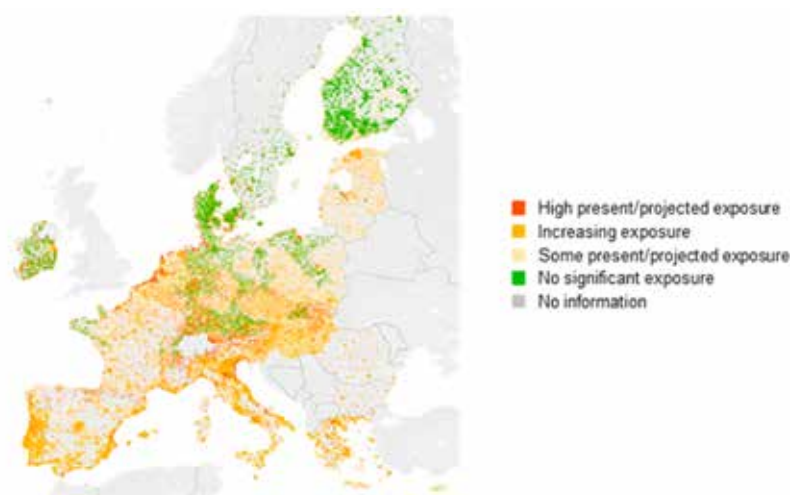 High present/projected exposure
Increasing exposure
Some present/projected exposure
No significant exposure
No information